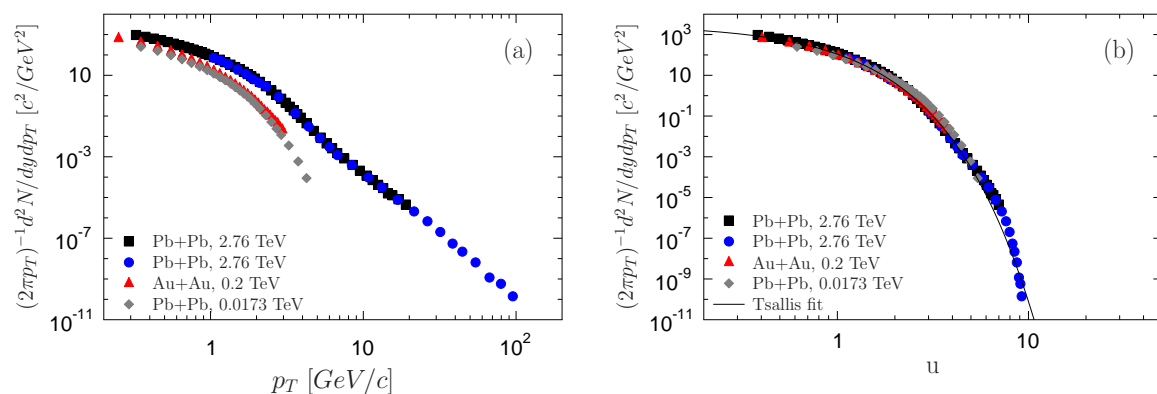 (a)
(2πp_T)^{-1}d^2N/dydp_T [c^2/GeV^2]
10
10^{-3}
10^{-7}
10^{-11}
Pb+Pb, 2.76 TeV
Pb+Pb, 2.76 TeV
Au+Au, 0.2 TeV
Pb+Pb, 0.0173 TeV
1
10
10^2
p_T [GeV/c]
(b)
(2πp_T)^{-1}d^2N/dydp_T [c^2/GeV^2]
10^3
10^1
10^{-1}
10^{-3}
10^{-5}
10^{-7}
10^{-9}
10^{-11}
Pb+Pb, 2.76 TeV
Pb+Pb, 2.76 TeV
Au+Au, 0.2 TeV
Pb+Pb, 0.0173 TeV
Tsallis fit
1
10
u